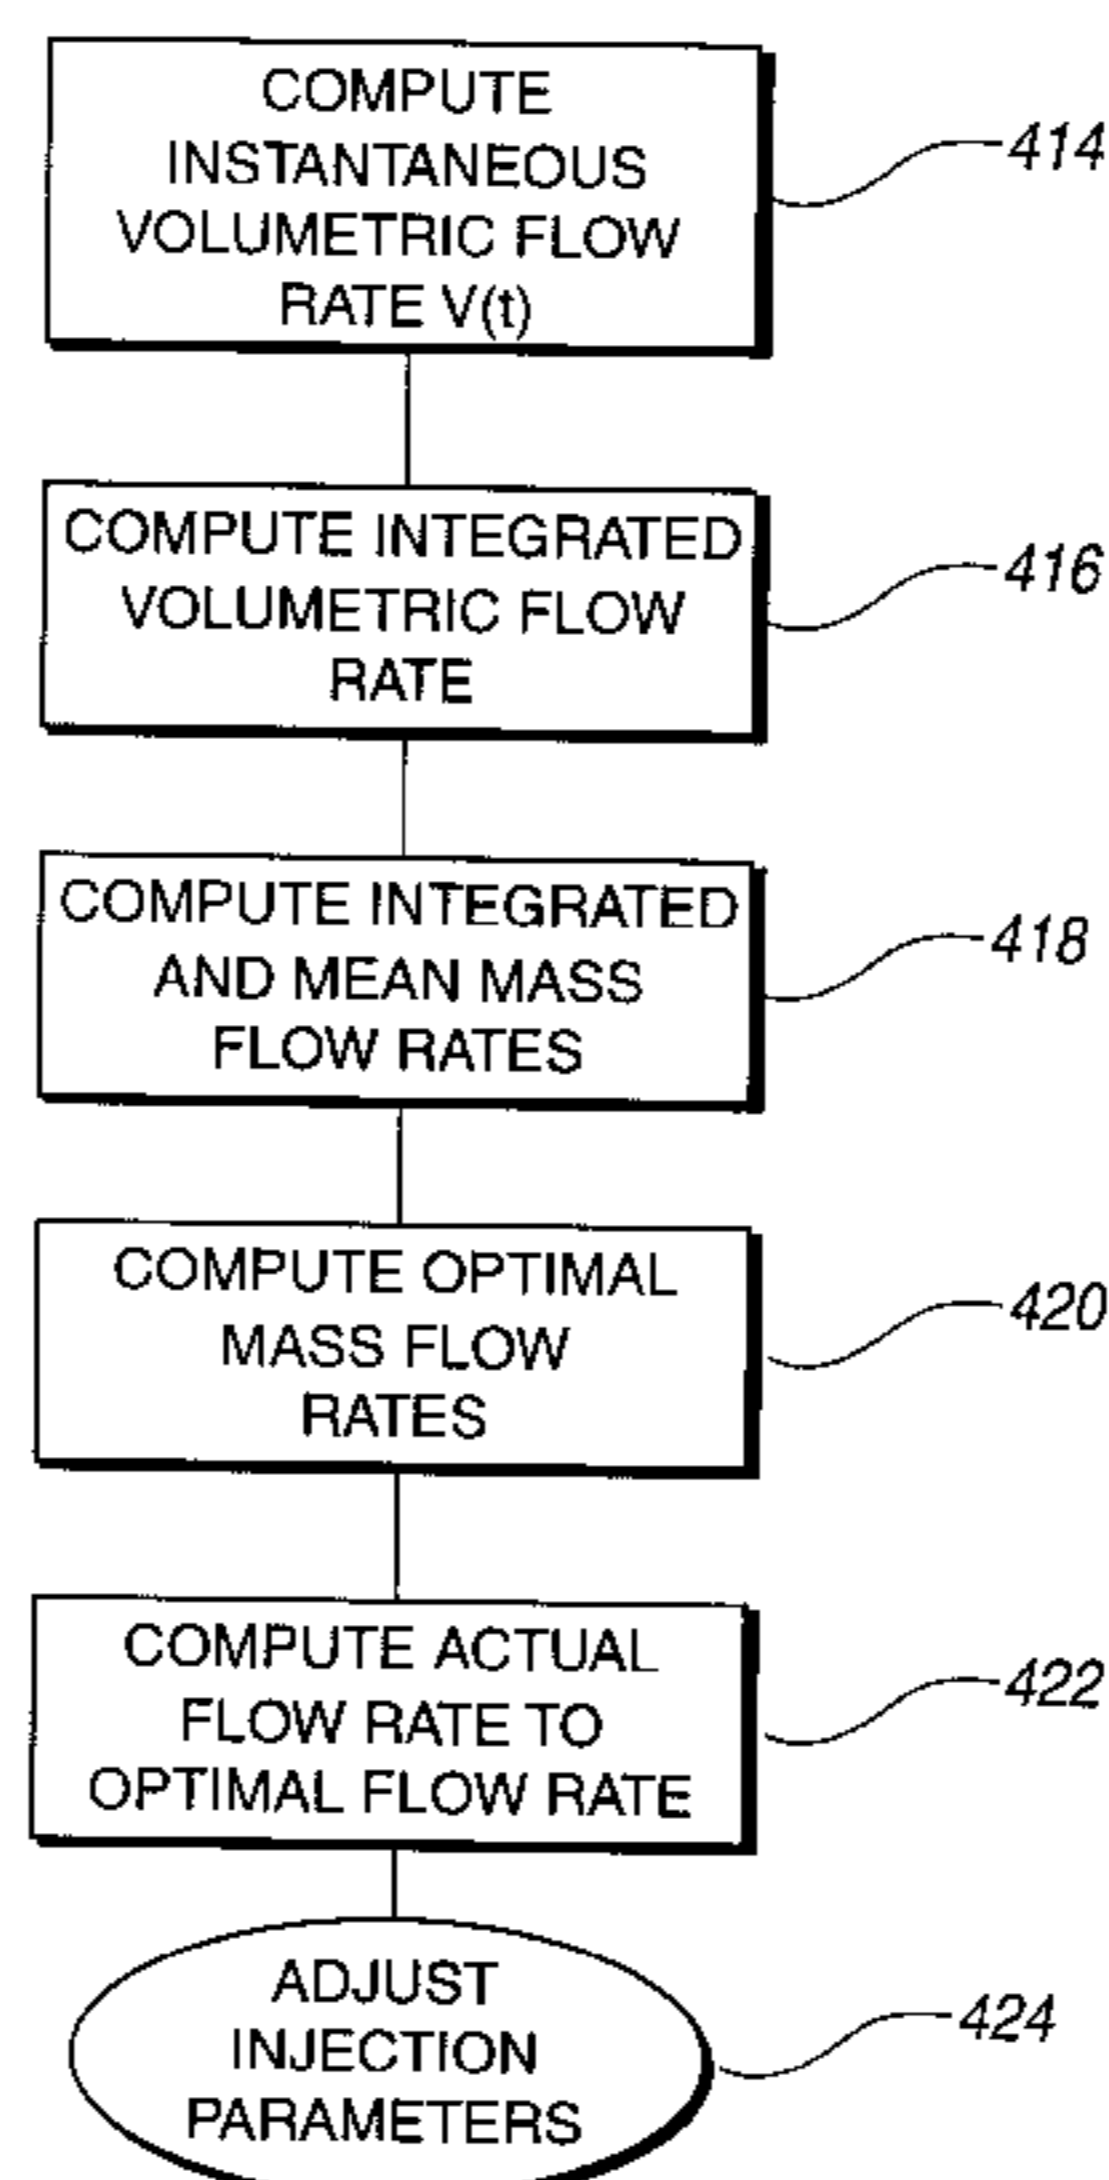 COMPUTE
INSTANTANEOUS
VOLUMETRIC FLOW
RATE V(t)
414
COMPUTE INTEGRATED
VOLUMETRIC FLOW
RATE
416
COMPUTE INTEGRATED
AND MEAN MASS
FLOW RATES
418
COMPUTE OPTIMAL
MASS FLOW
RATES
420
COMPUTE ACTUAL
FLOW RATE TO
OPTIMAL FLOW RATE
422
ADJUST
INJECTION
PARAMETERS
424